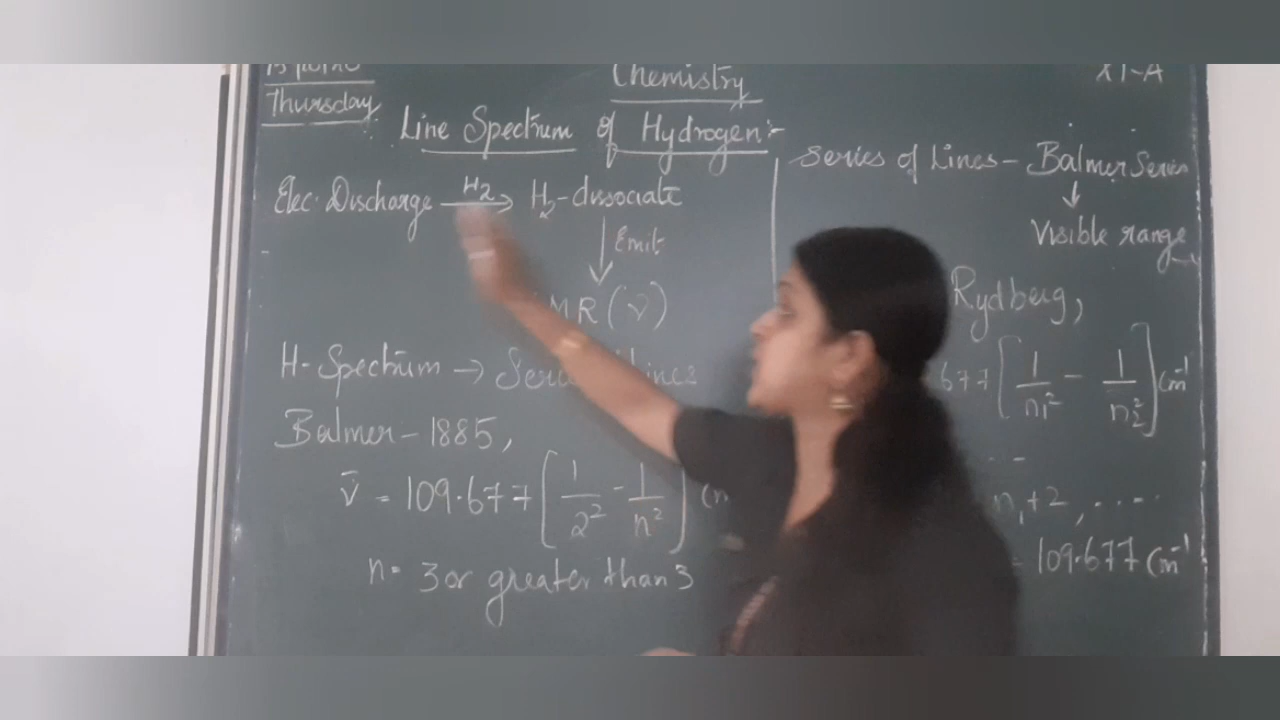 Chemistry
XI-A
Thursday
Line Spectrum of Hydrogen:-
Elec. Discharge H2→ H2-dissociate
↓ Emit
MR (ν)
H-Spectrum →
Balmer - 1885,
ν̄ = 109.677 [1/2² - 1/n²]
n = 3 or greater than 3
Series of Lines - Balmer Series
↓
Visible range
Rydberg,
677 [1/n1² - 1/n2²] cm⁻¹
n1+2, ....
109.677 cm⁻¹